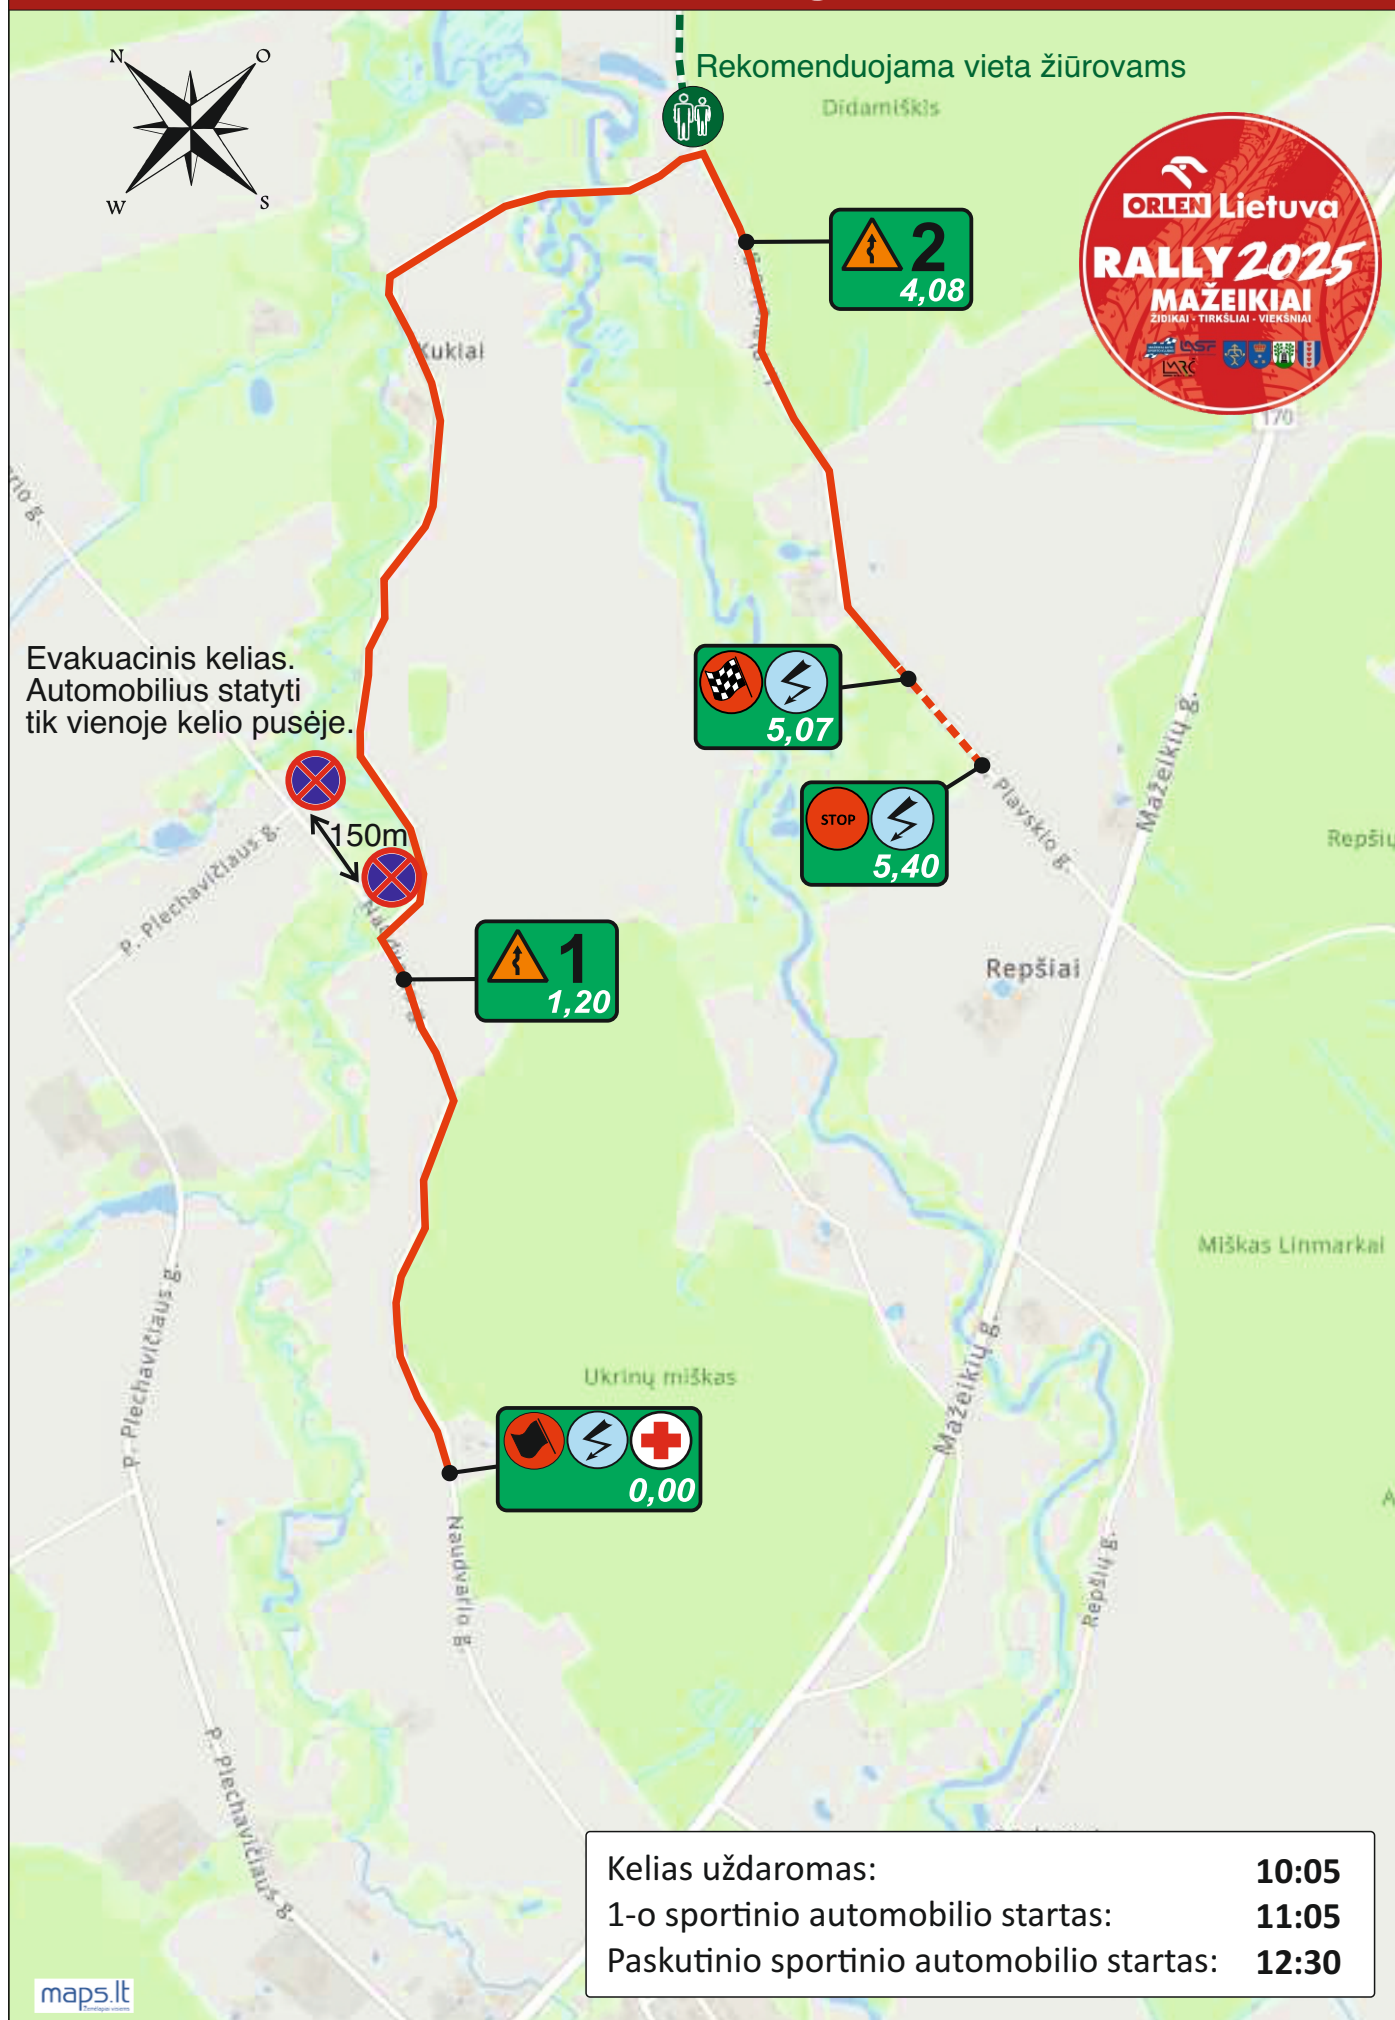 N
O
W
S
Rekomenduojama vieta žiūrovams
Didamiškis
ORLEN Lietuva
RALLY 2025
MAŽEIKIAI
ŽIDIKAI - TIRKŠLIAI - VIEKŠNIAI
LASF
LARČ
2
4,08
Kukiai
170
rio g.
Evakuacinis kelias.
Automobilius statyti
tik vienoje kelio pusėje.
150m
5,07
STOP
5,40
Plavskio g.
Mažeikių g.
Repšių
P. Plechavičiaus g.
1
1,20
Repšiai
Miškas Linmarkai
P. Plechavičiaus g.
Mažeikių g.
Ukrinų miškas
0,00
Naudvario g.
Repšių g.
P. Plechavičiaus g.
Kelias uždaromas: 10:05
1-o sportinio automobilio startas: 11:05
Paskutinio sportinio automobilio startas: 12:30
maps.lt